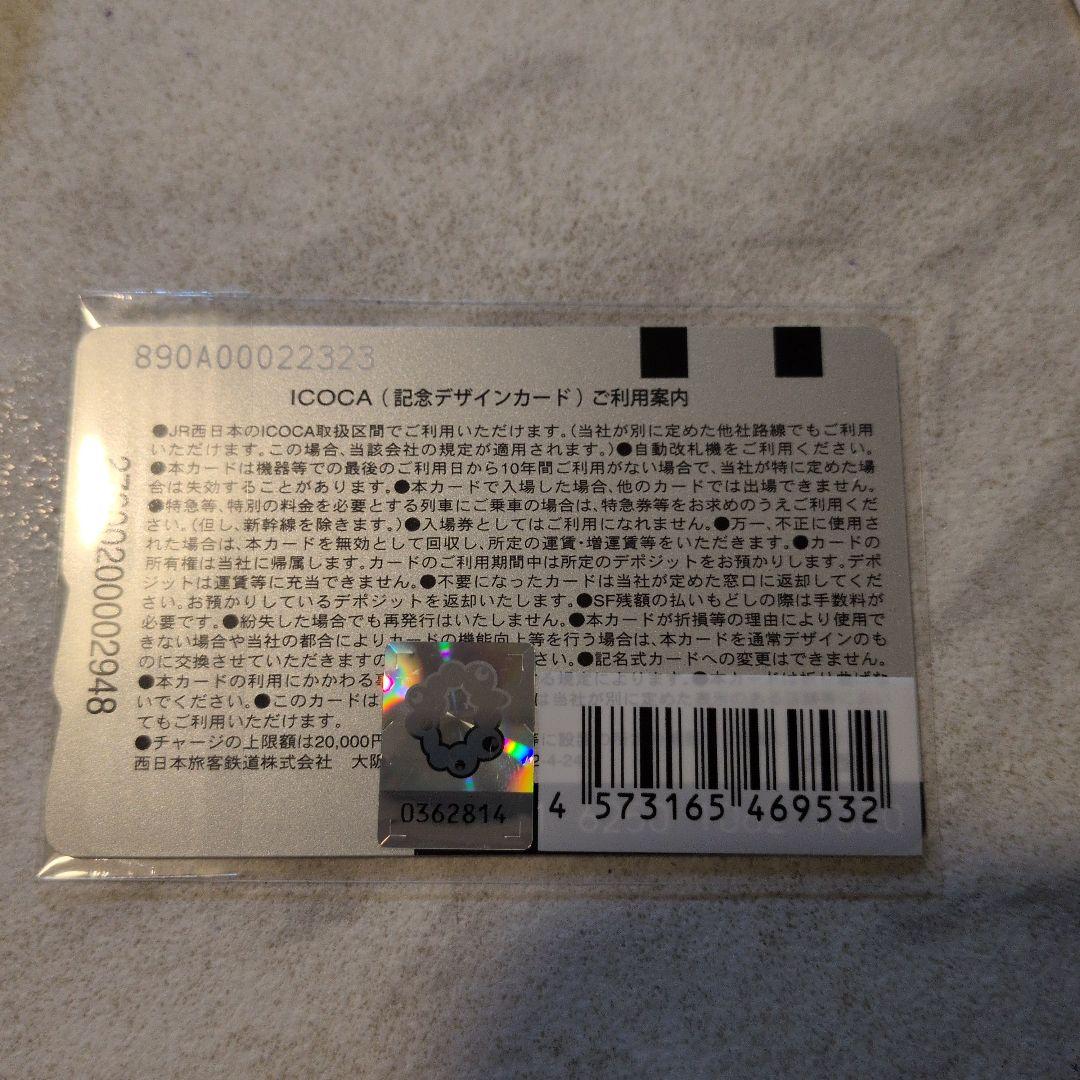 890A00022323
ICOCA（記念デザインカード）ご利用案内
●JR西日本のICOCA取扱区間でご利用いただけます。（当社が別に定めた他社路線でもご利用
いただけます。この場合、当該会社の規定が適用されます。）●自動改札機をご利用ください。
●本カードは機器等での最後のご利用日から10年間ご利用がない場合で、当社が特に定めた場
合は失効することがあります。●本カードで入場した場合、他のカードでは出場できません。
●特急等、特別の料金を必要とする列車にご乗車の場合は、特急券等をお求めのうえご利用くだ
さい。（但し、新幹線を除きます。）●入場券としてはご利用になれません。●万一、不正に使用さ
れた場合は、本カードを無効として回収し、所定の運賃・増運賃等をいただきます。●カードの
所有権は当社に帰属します。カードのご利用期間中は所定のデポジットをお預かりします。デポ
ジットは運賃等に充当できません。●不要になったカードは当社が定めた窓口に返却してくだ
さい。お預かりしているデポジットを返却いたします。●SF残額の払いもどしの際は手数料が
必要です。●紛失した場合でも再発行はいたしません。●本カードが折損等の理由により使用で
きない場合や当社の都合によりカードの機能向上等を行う場合は、本カードを通常デザインのも
のに交換させていただきますの さい。●記名式カードへの変更はできません。
●本カードの利用にかかわる る規定によります。
いでください。●このカードは は当社が別に定めた
てもご利用いただけます。
●チャージの上限額は20,000円
西日本旅客鉄道株式会社 大阪 2-4-24
0362814
4 573165 469532